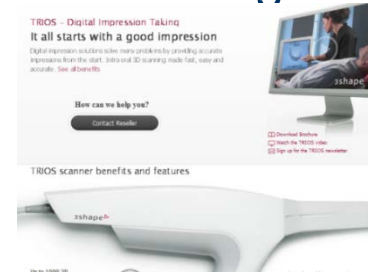 TRIOS - Digital Impression Taking
It all starts with a good impression
Digital impression solutions solve many problems by providing accurate
impressions from the start. Intra oral 3D scanning made fast, easy and
accurate. See all benefits
How can we help you?
Contact Reseller
3shape
Download Brochure
Watch the TRIOS video
Sign up for the TRIOS newsletter
TRIOS scanner benefits and features
3shape